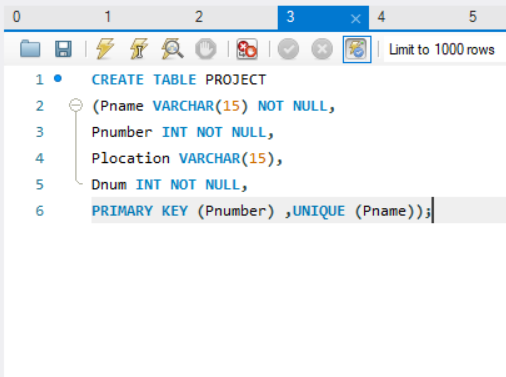 0 1 2 3 × 4 5
Limit to 1000 rows
1 CREATE TABLE PROJECT
2 (Pname VARCHAR(15) NOT NULL,
3 Pnumber INT NOT NULL,
4 Plocation VARCHAR(15),
5 Dnum INT NOT NULL,
6 PRIMARY KEY (Pnumber) ,UNIQUE (Pname));